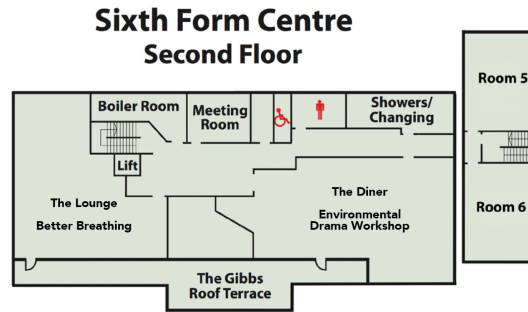 Sixth Form Centre
Second Floor
Boiler Room
Meeting
Room
Showers/
Changing
Room 5
Lift
The Lounge
Better Breathing
The Diner
Environmental
Drama Workshop
Room 6
The Gibbs
Roof Terrace